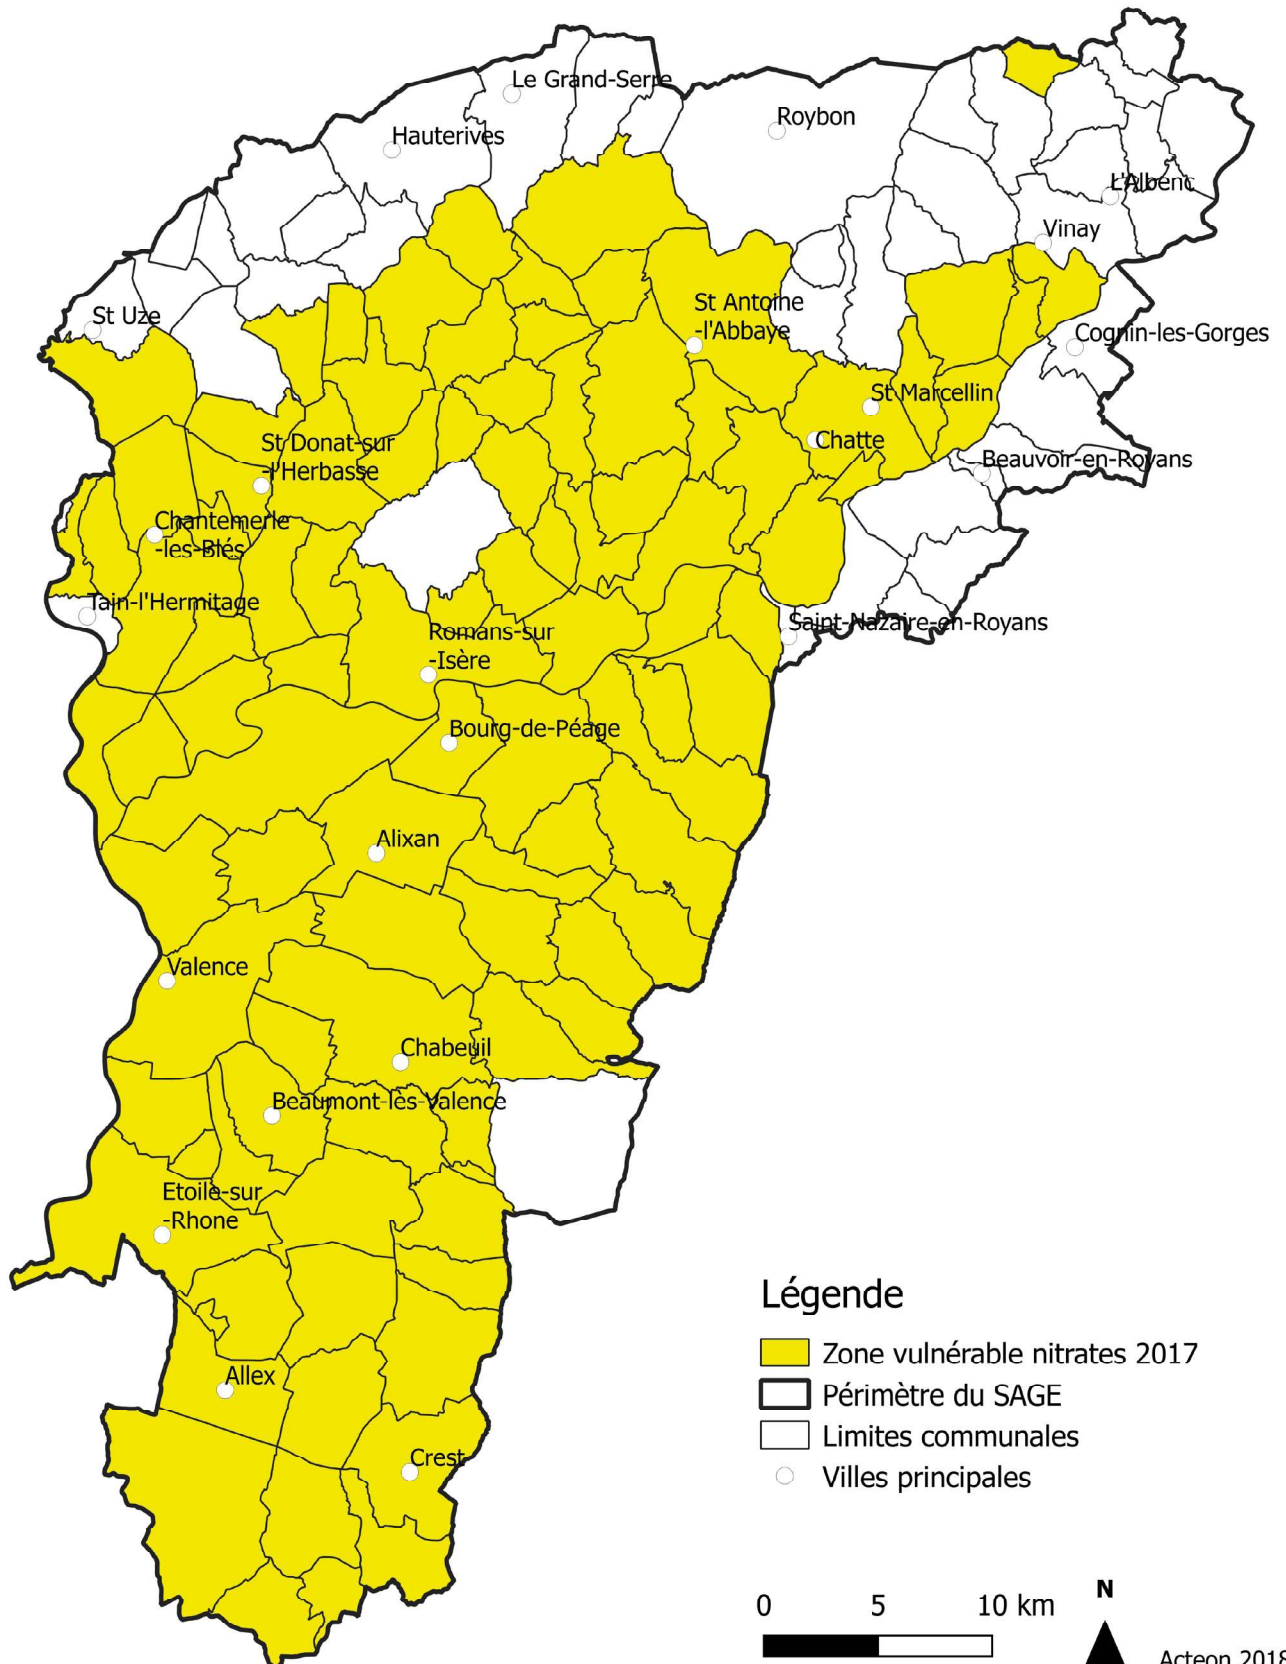 Le Grand-Serre
Roybon
Hauterives
L'Albenc
Vinay
St Antoine
-l'Abbaye
St Uze
Cognin-les-Gorges
St Marcellin
St Donat-sur
-l'Herbasse
Chatte
Beauvoir-en-Royans
Chantemerle
-les-Blés
Tain-l'Hermitage
Saint-Nazaire-en-Royans
Romans-sur
-Isère
Bourg-de-Péage
Alixan
Valence
Chabeuil
Beaumont-lès-Valence
Etoile-sur
-Rhone
Légende
Zone vulnérable nitrates 2017
Périmètre du SAGE
Allex
Limites communales
Crest
Villes principales
0 5 10 km
N
Acteon 2018